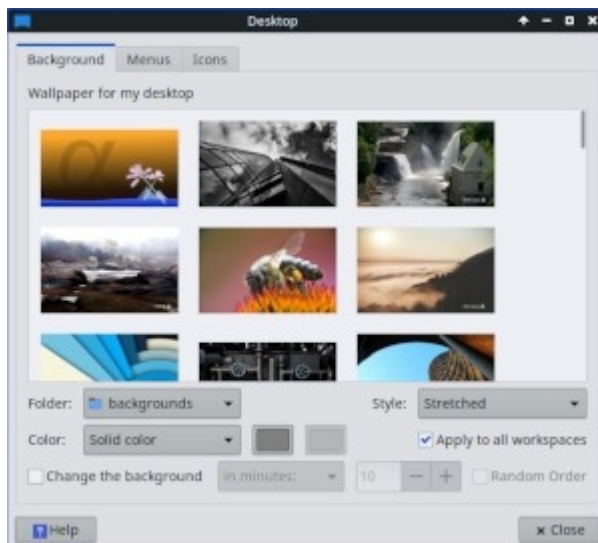 Desktop
Background Menus Icons
Wallpaper for my desktop
α
Folder: backgrounds Style: Stretched
Color: Solid color Apply to all workspaces
Change the background in minutes: 10 Random Order
Help Close